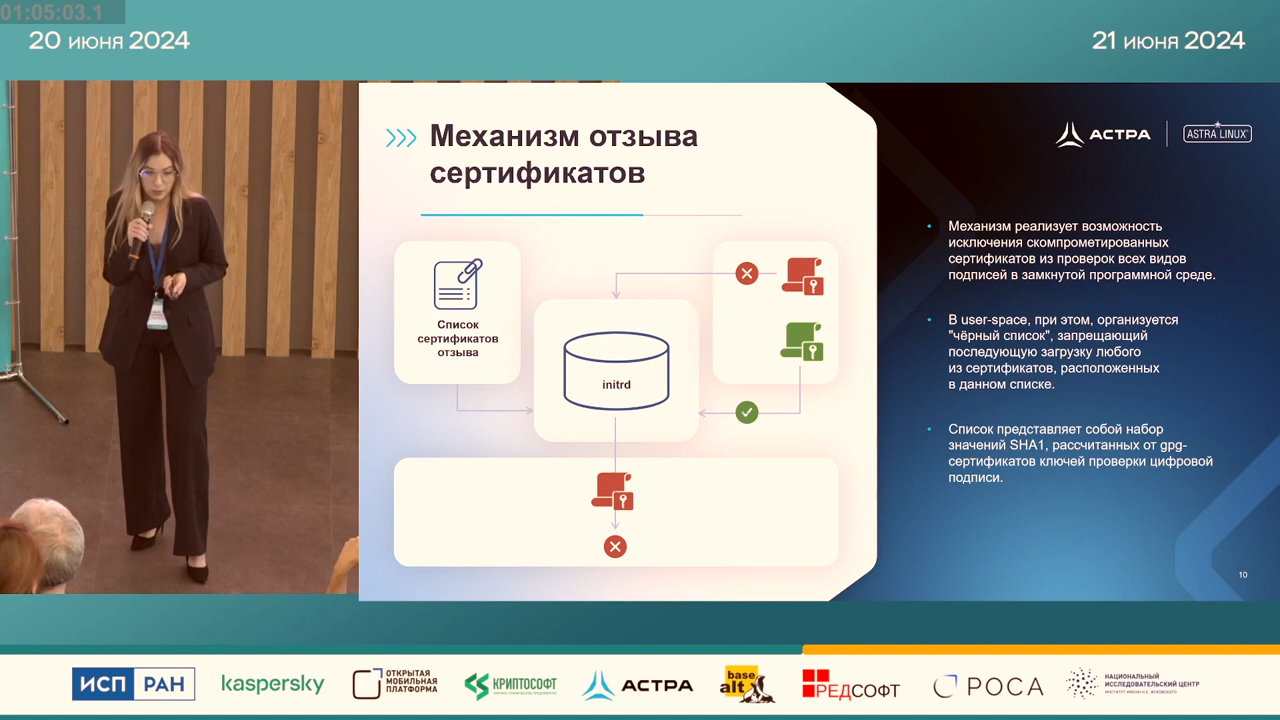 01:05:03.1
20 июня 2024
21 июня 2024
Механизм отзыва
сертификатов
Список
сертификатов
отзыва
initrd
АСТРА
ASTRA LINUX
Механизм реализует возможность
исключения скомпрометированных
сертификатов из проверок всех видов
подписей в замкнутой программной среде.
В user-space, при этом, организуется
"чёрный список", запрещающий
последующую загрузку любого
из сертификатов, расположенных
в данном списке.
Список представляет собой набор
значений SHA1, рассчитанных от gpg-
сертификатов ключей проверки цифровой
подписи.
10
ИСП РАН
kaspersky
ОТКРЫТАЯ
МОБИЛЬНАЯ
ПЛАТФОРМА
КРИПТОСОФТ
АСТРА
base
alt
РЕДСОФТ
РОСА
НАЦИОНАЛЬНЫЙ
ИССЛЕДОВАТЕЛЬСКИЙ ЦЕНТР